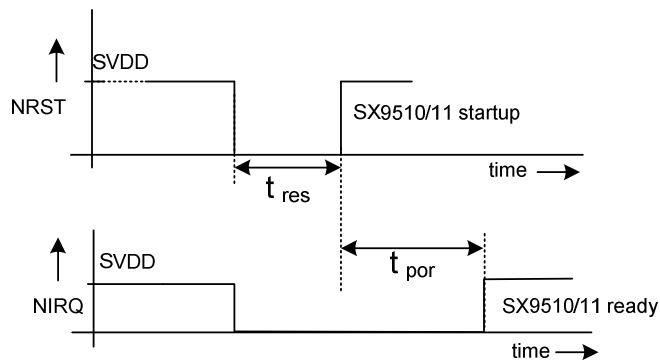 SVDD
NRST
SX9510/11 startup
time
t res
SVDD
t por
NIRQ
SX9510/11 ready
time